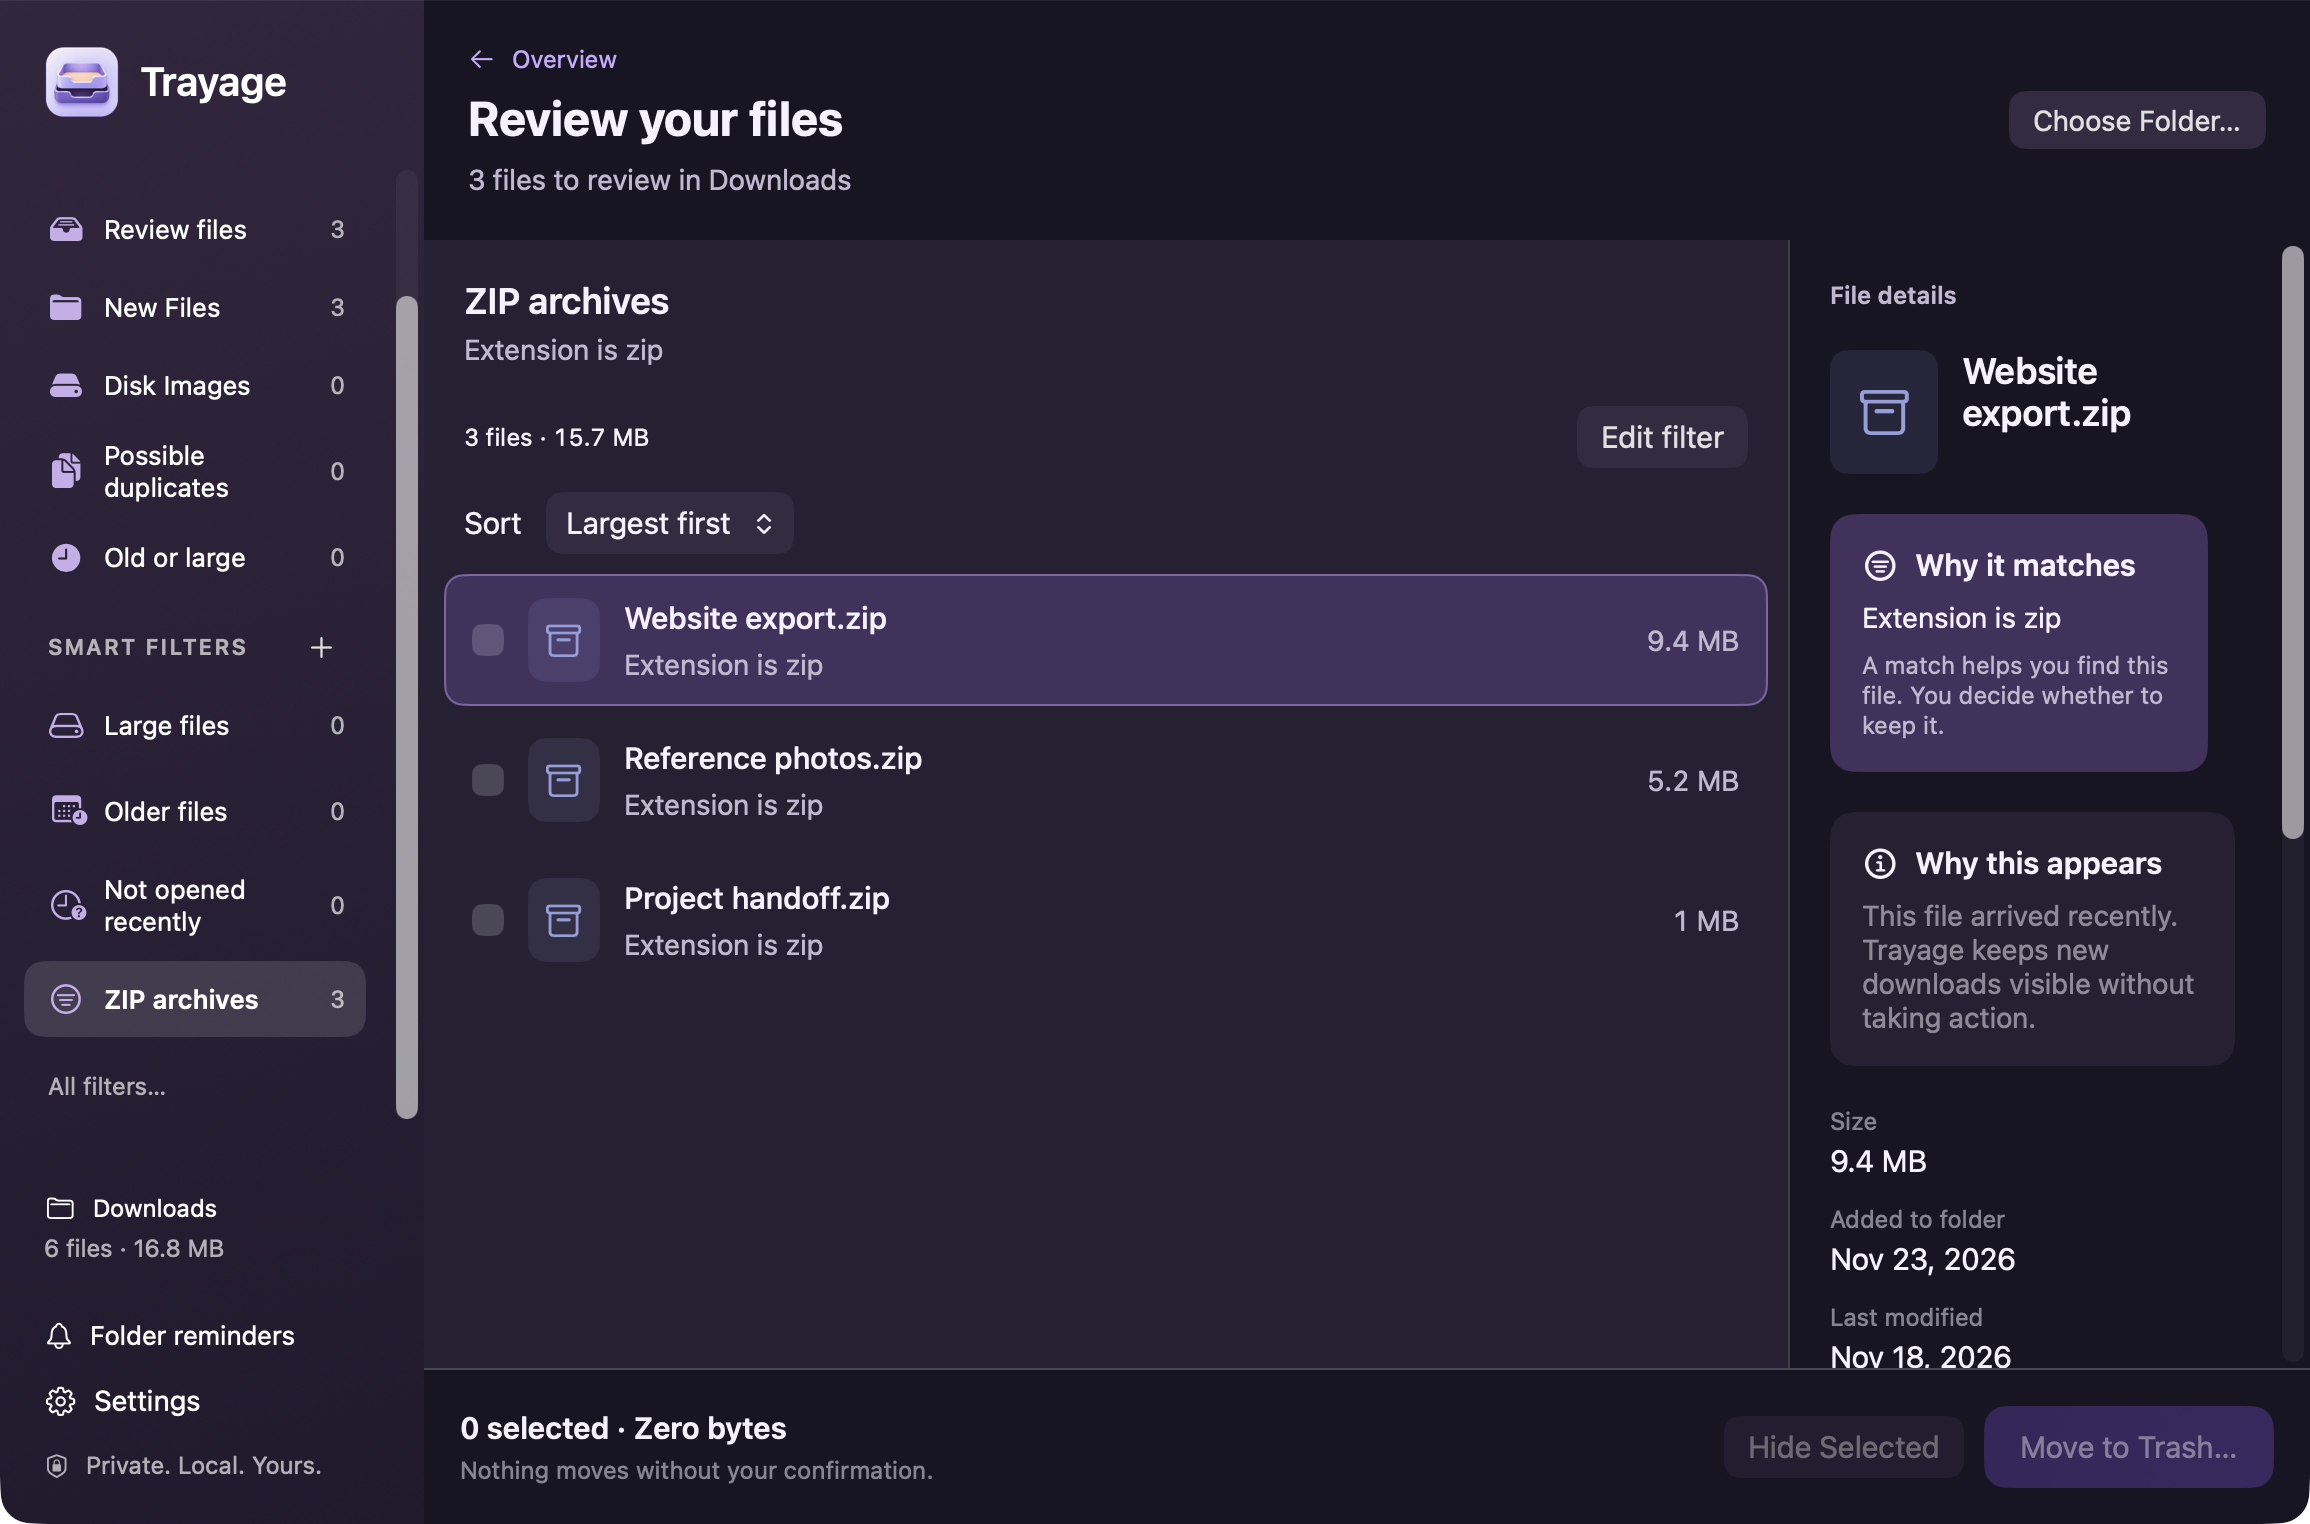 Trayage
Review files 3
New Files 3
Disk Images 0
Possible
duplicates 0
Old or large 0
SMART FILTERS +
Large files 0
Older files 0
Not opened
recently 0
ZIP archives 3
All filters...
Downloads
6 files · 16.8 MB
Folder reminders
Settings
Private. Local. Yours.
← Overview
Review your files
3 files to review in Downloads
Choose Folder...
ZIP archives
Extension is zip
3 files · 15.7 MB
Edit filter
Sort Largest first
Website export.zip
Extension is zip
9.4 MB
Reference photos.zip
Extension is zip
5.2 MB
Project handoff.zip
Extension is zip
1 MB
File details
Website
export.zip
Why it matches
Extension is zip
A match helps you find this
file. You decide whether to
keep it.
Why this appears
This file arrived recently.
Trayage keeps new
downloads visible without
taking action.
Size
9.4 MB
Added to folder
Nov 23, 2026
Last modified
Nov 18, 2026
0 selected · Zero bytes
Nothing moves without your confirmation.
Hide Selected
Move to Trash...